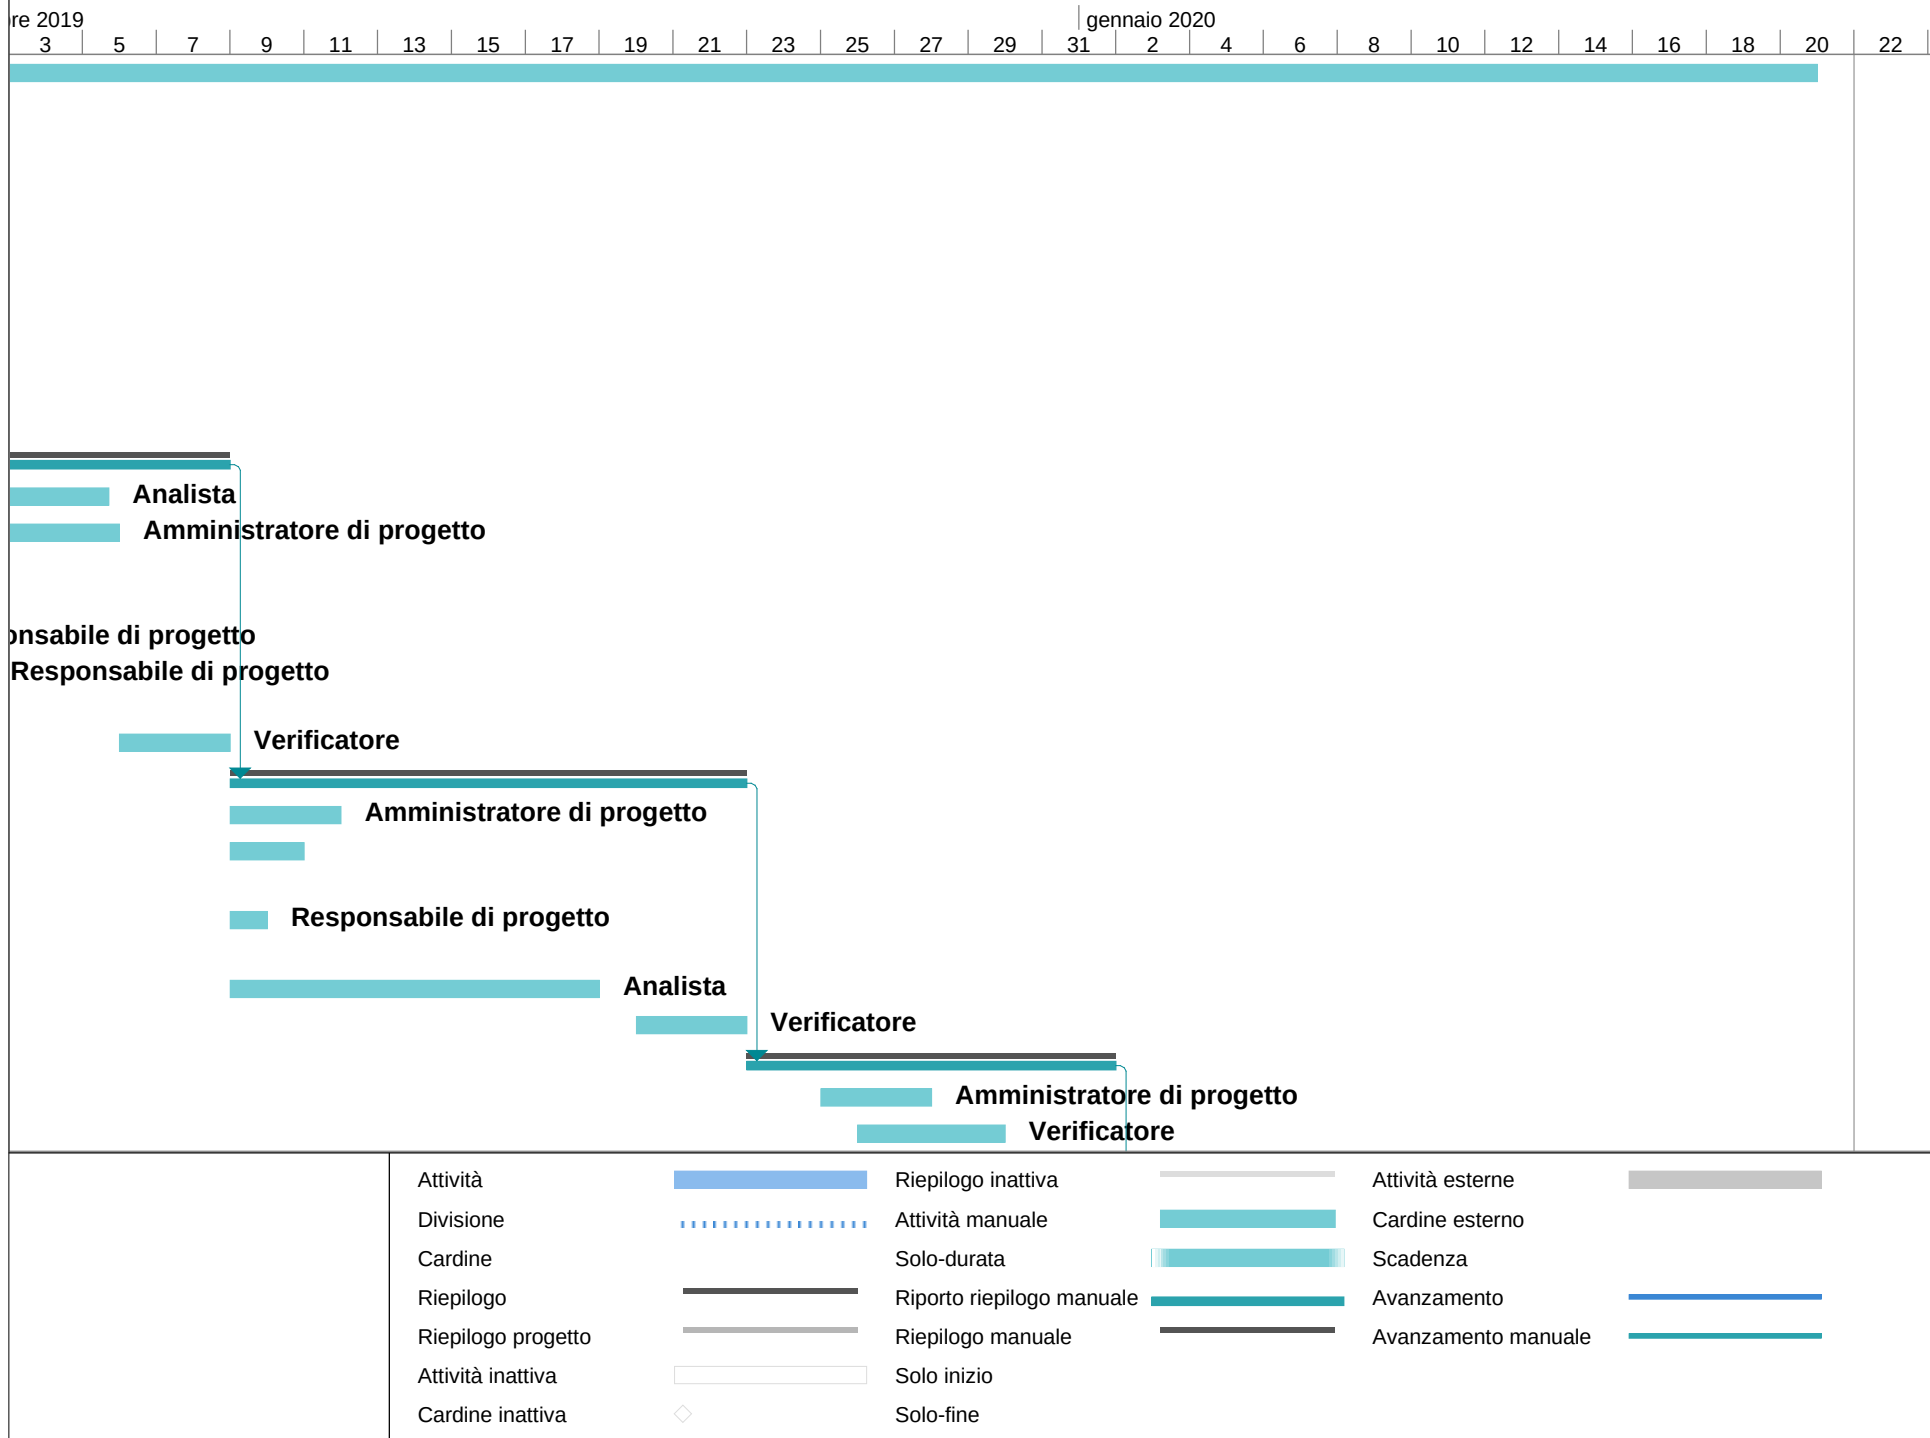 re 2019 gennaio 2020
3 5 7 9 11 13 15 17 19 21 23 25 27 29 31 2 4 6 8 10 12 14 16 18 20 22
Analista
Amministratore di progetto
onsabile di progetto
Responsabile di progetto
Verificatore
Amministratore di progetto
Responsabile di progetto
Analista
Verificatore
Amministratore di progetto
Verificatore
Attività Riepilogo inattiva Attività esterne
Divisione Attività manuale Cardine esterno
Cardine Solo-durata Scadenza
Riepilogo Riporto riepilogo manuale Avanzamento
Riepilogo progetto Riepilogo manuale Avanzamento manuale
Attività inattiva Solo inizio
Cardine inattiva Solo-fine